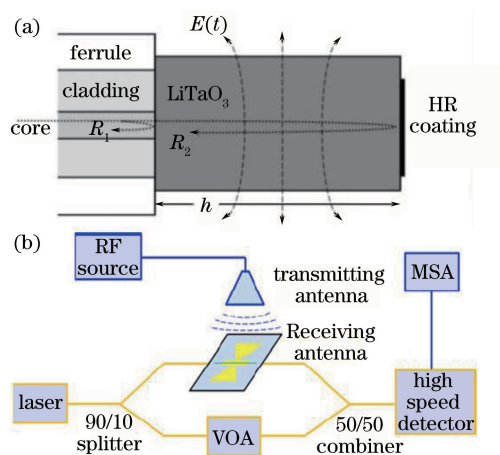 (a)
ferrule
cladding
core
R₁
E(t)
LiTaO₃
R₂
HR
coating
h
(b)
RF
source
transmitting
antenna
MSA
Receiving
antenna
laser
90/10
splitter
VOA
50/50
combiner
high
speed
detector